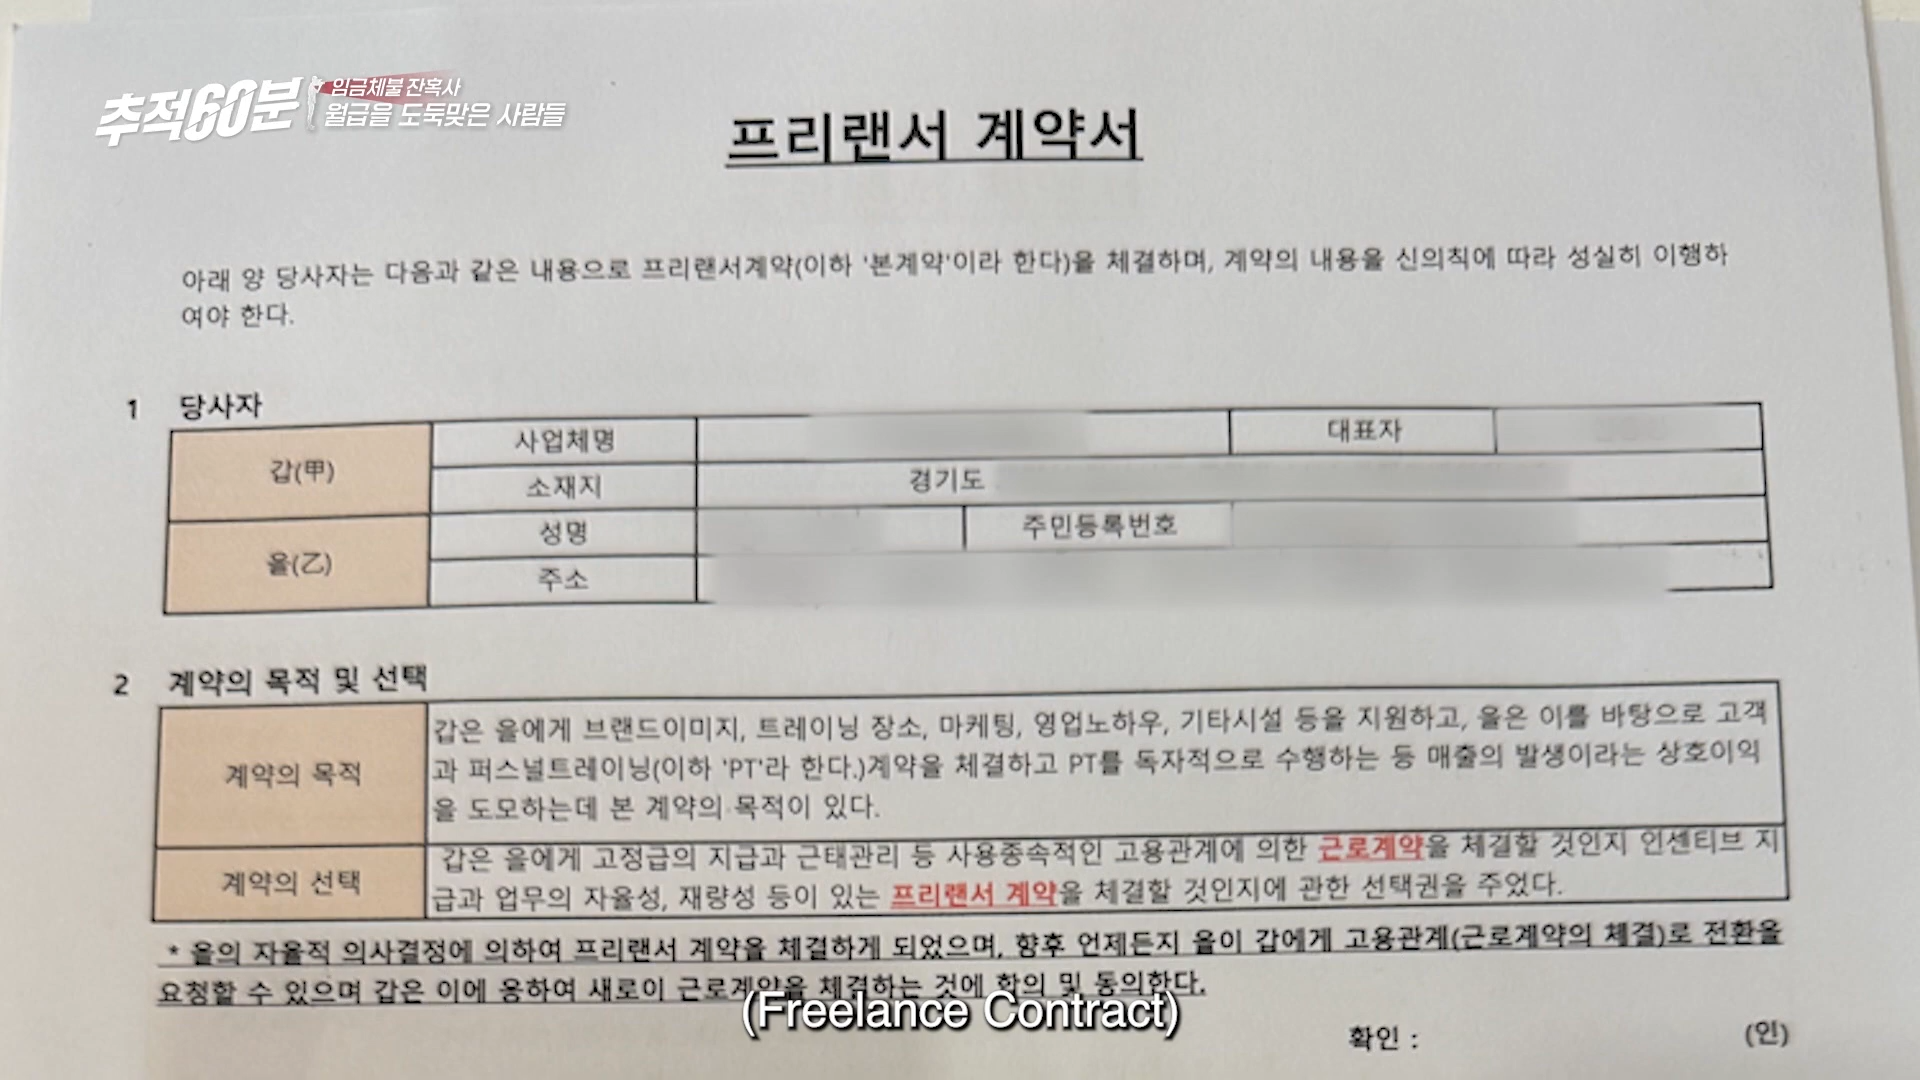 추적60분
임금체불 잔혹사
월급을 도둑맞은 사람들
프리랜서 계약서
아래 양 당사자는 다음과 같은 내용으로 프리랜서계약(이하 '본계약'이라 한다)을 체결하며, 계약의 내용을 신의칙에 따라 성실히 이행하
여야 한다.
1 당사자
갑(甲) 사업체명 대표자
소재지 경기도
을(乙) 성명 주민등록번호
주소
2 계약의 목적 및 선택
계약의 목적
갑은 을에게 브랜드이미지, 트레이닝 장소, 마케팅, 영업노하우, 기타시설 등을 지원하고, 을은 이를 바탕으로 고객
과 퍼스널트레이닝(이하 'PT'라 한다.)계약을 체결하고 PT를 독자적으로 수행하는 등 매출의 발생이라는 상호이익
을 도모하는데 본 계약의 목적이 있다.
계약의 선택
갑은 을에게 고정급의 지급과 근태관리 등 사용종속적인 고용관계에 의한 근로계약을 체결할 것인지 인센티브 지
급과 업무의 자율성, 재량성 등이 있는 프리랜서 계약을 체결할 것인지에 관한 선택권을 주었다.
* 을의 자율적 의사결정에 의하여 프리랜서 계약을 체결하게 되었으며, 향후 언제든지 을이 갑에게 고용관계(근로계약의 체결)로 전환을
요청할 수 있으며 갑은 이에 응하여 새로이 근로계약을 체결하는 것에 합의 및 동의한다.
(Freelance Contract)
확인 : (인)